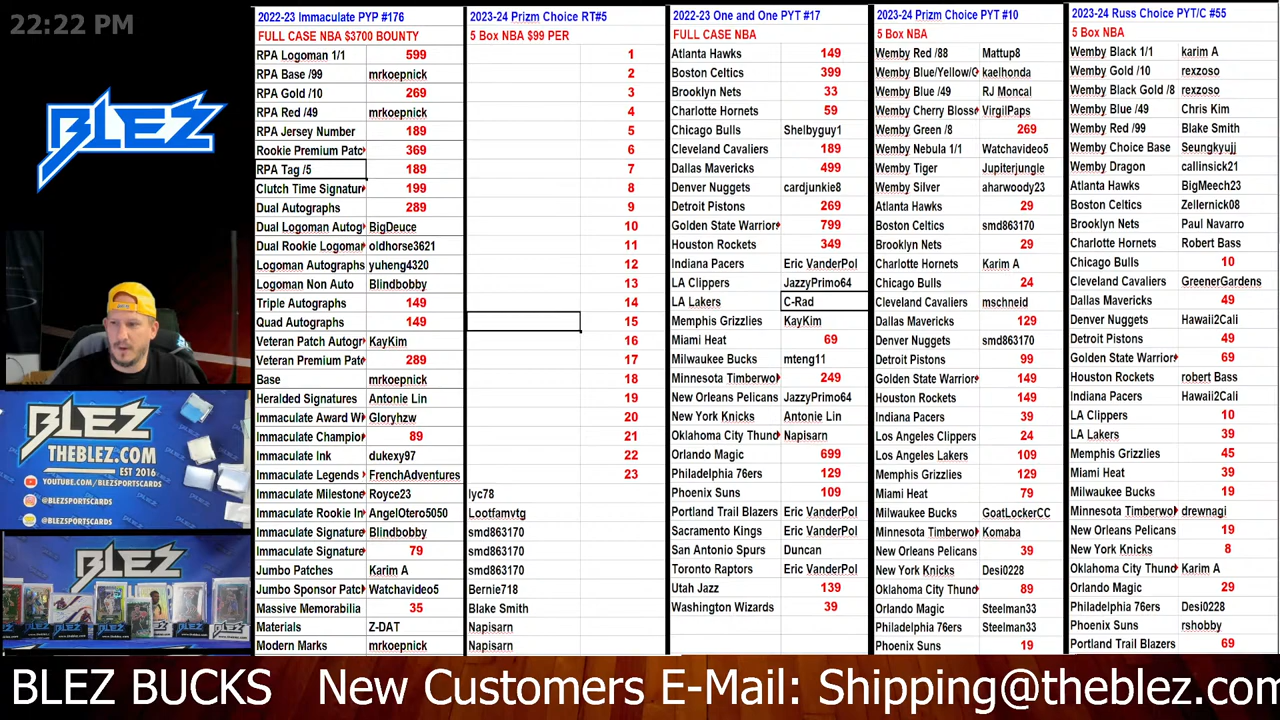 22:22 PM
BLEZ
BLEZ
THEBLEZ.COM
EST 2016
YOUTUBE.COM/BLEZSPORTSCARDS
@BLEZSPORTSCARDS
@BLEZSPORTSCARDS
BLEZ
2022-23 Immaculate PYP #176
FULL CASE NBA $3700 BOUNTY
RPA Logoman 1/1 599
RPA Base /99 mrkoepnick
RPA Gold /10 269
RPA Red /49 mrkoepnick
RPA Jersey Number 189
Rookie Premium Patc 369
RPA Tag /5 189
Clutch Time Signatur 199
Dual Autographs 289
Dual Logoman Autog BigDeuce
Dual Rookie Logoma oldhorse3621
Logoman Autographs yuheng4320
Logoman Non Auto Blindbobby
Triple Autographs 149
Quad Autographs 149
Veteran Patch Autogr KayKim
Veteran Premium Pat 289
Base mrkoepnick
Heralded Signatures Antonie Lin
Immaculate Award W Gloryhzw
Immaculate Champio 89
Immaculate Ink dukexy97
Immaculate Legends FrenchAdventures
Immaculate Milestone Royce23
Immaculate Rookie In AngelOtero5050
Immaculate Signature Blindbobby
Immaculate Signature 79
Jumbo Patches Karim A
Jumbo Sponsor Patc Watchavideo5
Massive Memorabilia 35
Materials Z-DAT
Modern Marks mrkoepnick
2023-24 Prizm Choice RT#5
5 Box NBA $99 PER
1
2
3
4
5
6
7
8
9
10
11
12
13
14
15
16
17
18
19
20
21
22
23
lyc78
Lootfamvtg
smd863170
smd863170
smd863170
Bernie718
Blake Smith
Napisarn
Napisarn
2022-23 One and One PYT #17
FULL CASE NBA
Atlanta Hawks 149
Boston Celtics 399
Brooklyn Nets 33
Charlotte Hornets 59
Chicago Bulls Shelbyguy1
Cleveland Cavaliers 189
Dallas Mavericks 499
Denver Nuggets cardjunkie8
Detroit Pistons 269
Golden State Warrior 799
Houston Rockets 349
Indiana Pacers Eric VanderPol
LA Clippers JazzyPrimo64
LA Lakers C-Rad
Memphis Grizzlies KayKim
Miami Heat 69
Milwaukee Bucks mteng11
Minnesota Timberwo 249
New Orleans Pelicans JazzyPrimo64
New York Knicks Antonie Lin
Oklahoma City Thund Napisarn
Orlando Magic 699
Philadelphia 76ers 129
Phoenix Suns 109
Portland Trail Blazers Eric VanderPol
Sacramento Kings Eric VanderPol
San Antonio Spurs Duncan
Toronto Raptors Eric VanderPol
Utah Jazz 139
Washington Wizards 39
2023-24 Prizm Choice PYT #10
5 Box NBA
Wemby Red /88 Mattup8
Wemby Blue/Yellow/G kaelhonda
Wemby Blue /49 RJ Moncal
Wemby Cherry Bloss VirgilPaps
Wemby Green /8 269
Wemby Nebula 1/1 Watchavideo5
Wemby Tiger Jupiterjungle
Wemby Silver aharwoody23
Atlanta Hawks 29
Boston Celtics smd863170
Brooklyn Nets 29
Charlotte Hornets Karim A
Chicago Bulls 24
Cleveland Cavaliers mschneid
Dallas Mavericks 129
Denver Nuggets smd863170
Detroit Pistons 99
Golden State Warrior 149
Houston Rockets 149
Indiana Pacers 39
Los Angeles Clippers 24
Los Angeles Lakers 109
Memphis Grizzlies 129
Miami Heat 79
Milwaukee Bucks GoatLockerCC
Minnesota Timberwo Komaba
New Orleans Pelicans 39
New York Knicks Desi0228
Oklahoma City Thund 89
Orlando Magic Steelman33
Philadelphia 76ers Steelman33
Phoenix Suns 19
2023-24 Russ Choice PYT/C #55
5 Box NBA
Wemby Black 1/1 karim A
Wemby Gold /10 rexzoso
Wemby Black Gold /8 rexzoso
Wemby Blue /49 Chris Kim
Wemby Red /99 Blake Smith
Wemby Choice Base Seungkyujj
Wemby Dragon callinsick21
Atlanta Hawks BigMeech23
Boston Celtics Zellernick08
Brooklyn Nets Paul Navarro
Charlotte Hornets Robert Bass
Chicago Bulls 10
Cleveland Cavaliers GreenerGardens
Dallas Mavericks 49
Denver Nuggets Hawaii2Cali
Detroit Pistons 49
Golden State Warrior 69
Houston Rockets robert Bass
Indiana Pacers Hawaii2Cali
LA Clippers 10
LA Lakers 39
Memphis Grizzlies 45
Miami Heat 39
Milwaukee Bucks 19
Minnesota Timberwo drewnagi
New Orleans Pelicans 19
New York Knicks 8
Oklahoma City Thund Karim A
Orlando Magic 29
Philadelphia 76ers Desi0228
Phoenix Suns rshobby
Portland Trail Blazers 69
BLEZ BUCKS New Customers E-Mail: Shipping@theblez.com